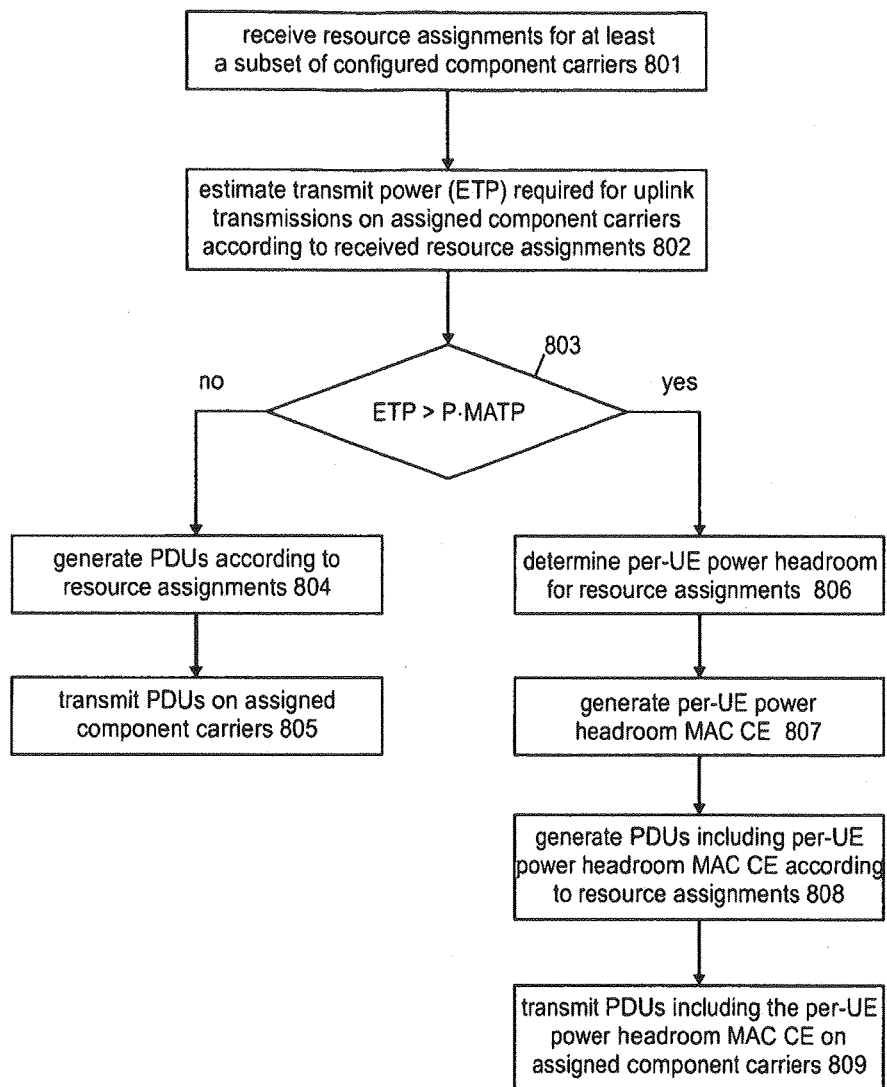 receive resource assignments for at least
a subset of configured component carriers 801
estimate transmit power (ETP) required for uplink
transmissions on assigned component carriers
according to received resource assignments 802
803
no
yes
ETP > P·MATP
generate PDUs according to
resource assignments 804
transmit PDUs on assigned
component carriers 805
determine per-UE power headroom
for resource assignments 806
generate per-UE power
headroom MAC CE 807
generate PDUs including per-UE
power headroom MAC CE according
to resource assignments 808
transmit PDUs including the per-UE
power headroom MAC CE on
assigned component carriers 809